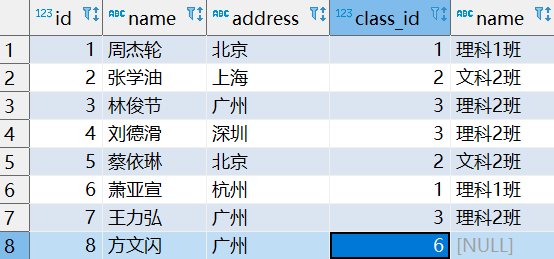 123 id ABC name ABC address 123 class_id ABC name
1 1 周杰轮 北京 1 理科1班
2 2 张学油 上海 2 文科2班
3 3 林俊节 广州 3 理科2班
4 4 刘德滑 深圳 3 理科2班
5 5 蔡依琳 北京 2 文科2班
6 6 萧亚宣 杭州 1 理科1班
7 7 王力弘 广州 3 理科2班
8 8 方文闪 广州 6 [NULL]